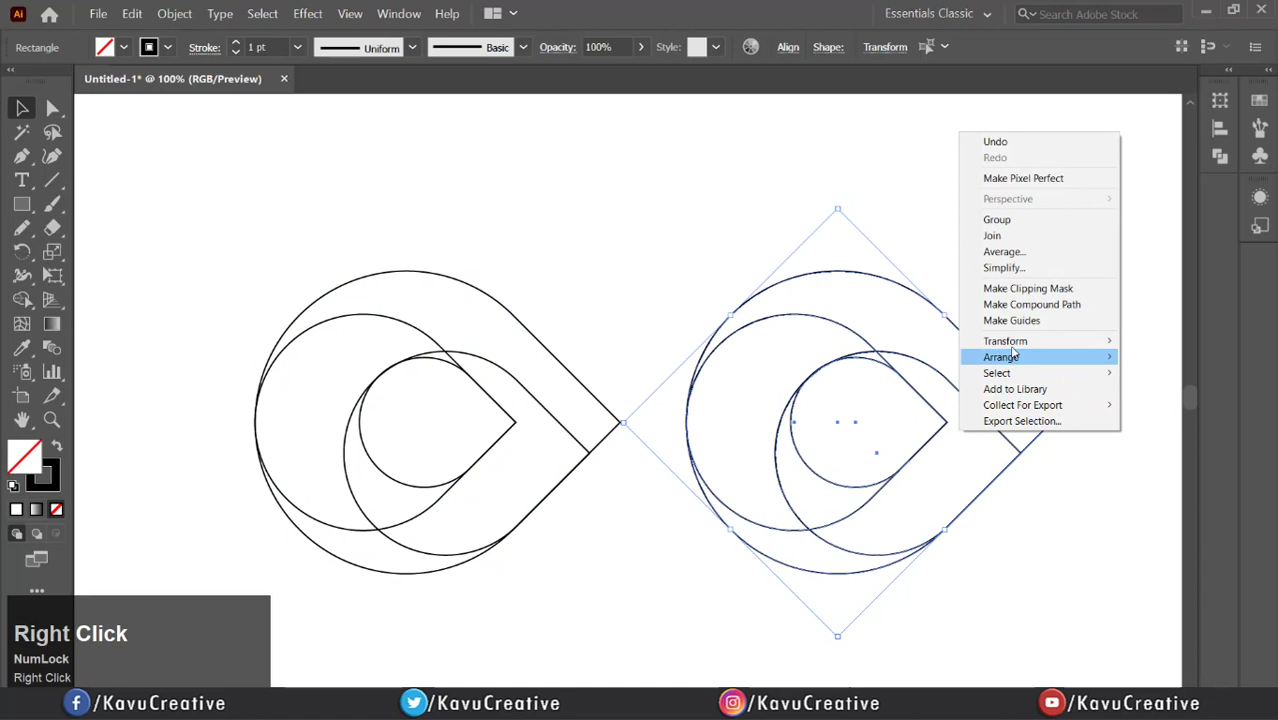 Ai File Edit Object Type Select Effect View Window Help Essentials Classic Search Adobe Stock
Rectangle Stroke: 1 pt Uniform Basic Opacity: 100% Style: Align Shape: Transform
Untitled-1* @ 100% (RGB/Preview)
Undo
Redo
Make Pixel Perfect
Perspective
Group
Join
Average...
Simplify...
Make Clipping Mask
Make Compound Path
Make Guides
Transform
Arrange
Select
Add to Library
Collect For Export
Export Selection...
Right Click
NumLock
Right Click
/KavuCreative /KavuCreative /KavuCreative /KavuCreative